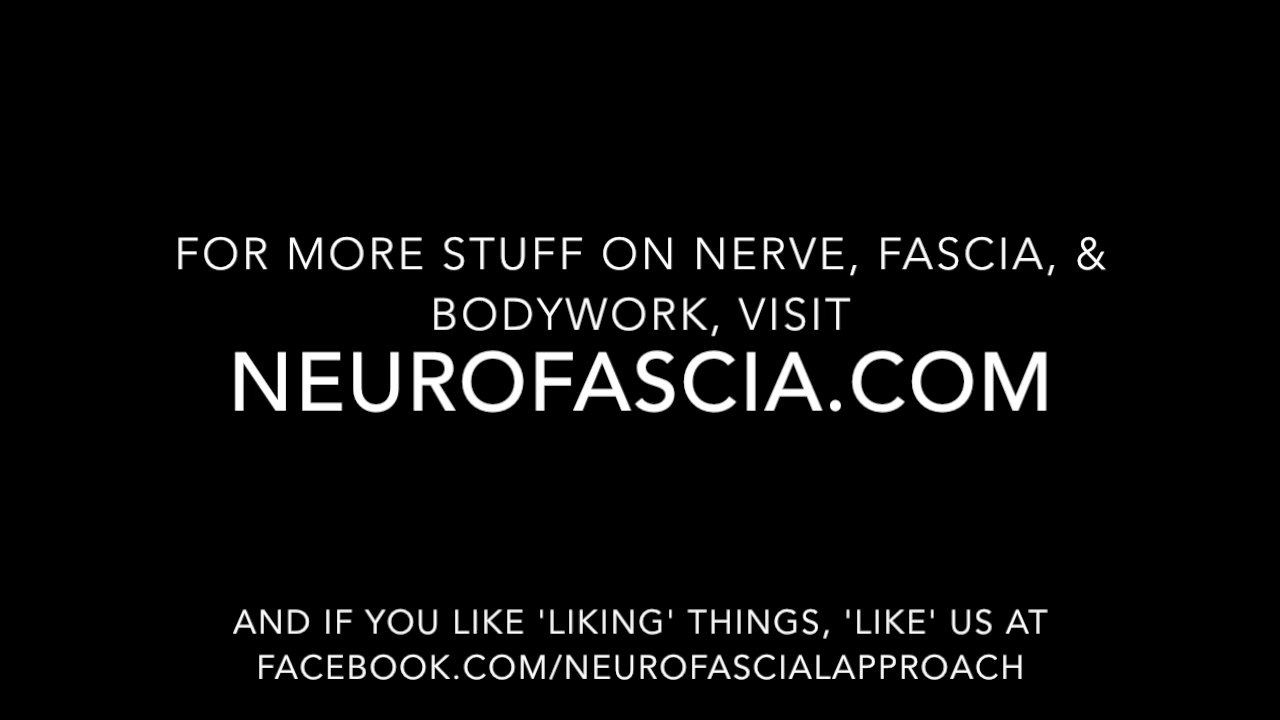 FOR MORE STUFF ON NERVE, FASCIA, &
BODYWORK, VISIT
NEUROFASCIA.COM
AND IF YOU LIKE 'LIKING' THINGS, 'LIKE' US AT
FACEBOOK.COM/NEUROFASCIALAPPROACH